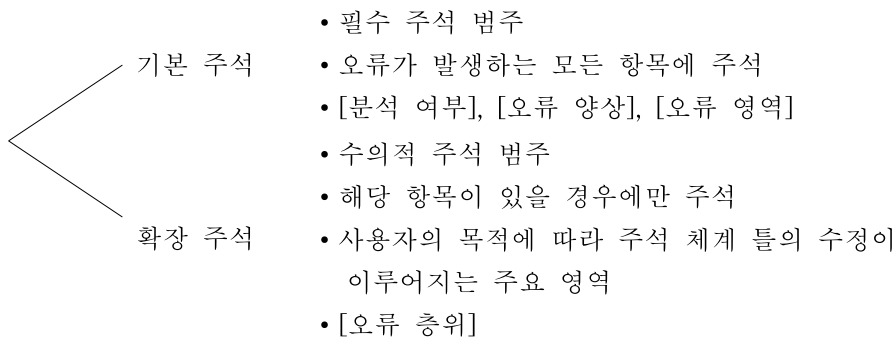 • 필수 주석 범주
기본 주석
• 오류가 발생하는 모든 항목에 주석
• [분석 여부], [오류 양상], [오류 영역]
• 수의적 주석 범주
• 해당 항목이 있을 경우에만 주석
확장 주석
• 사용자의 목적에 따라 주석 체계 틀의 수정이
이루어지는 주요 영역
• [오류 층위]